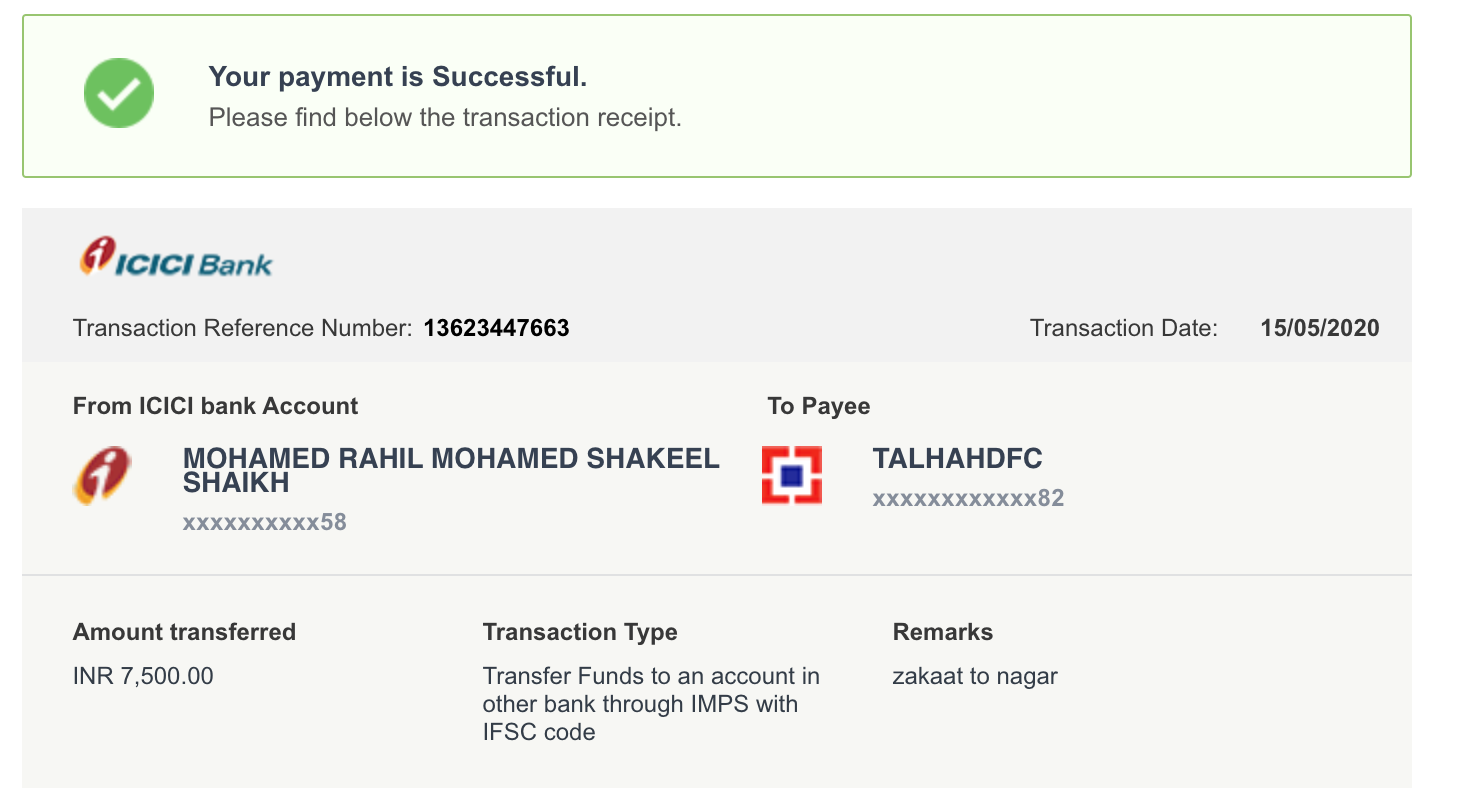 Your payment is Successful.
Please find below the transaction receipt.
ICICI Bank
Transaction Reference Number: 13623447663
Transaction Date: 15/05/2020
From ICICI bank Account
To Payee
MOHAMED RAHIL MOHAMED SHAKEEL
SHAIKH
xxxxxxxxxx58
TALHAHDFC
xxxxxxxxxxxx82
Amount transferred
INR 7,500.00
Transaction Type
Transfer Funds to an account in
other bank through IMPS with
IFSC code
Remarks
zakaat to nagar